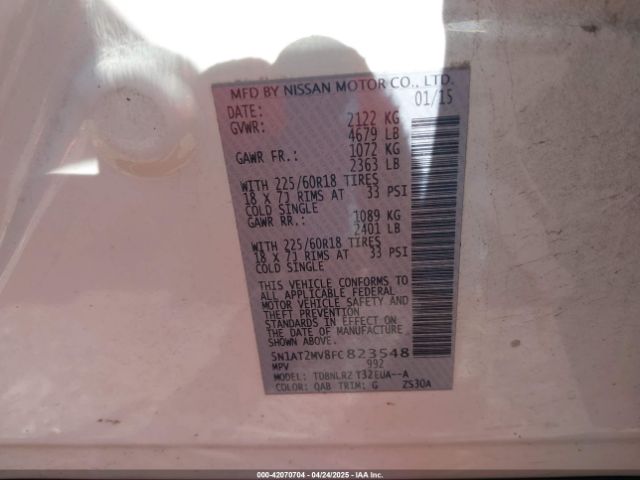 MFD BY NISSAN MOTOR CO., LTD.
DATE: 01/15
GVWR: 2122 KG
4679 LB
GAWR FR.: 1072 KG
2363 LB
WITH 225/60R18 TIRES
18 X 7J RIMS AT 33 PSI
COLD SINGLE
GAWR RR.: 1089 KG
2401 LB
WITH 225/60R18 TIRES
18 X 7J RIMS AT 33 PSI
COLD SINGLE
THIS VEHICLE CONFORMS TO
ALL APPLICABLE FEDERAL
MOTOR VEHICLE SAFETY AND
THEFT PREVENTION
STANDARDS IN EFFECT ON
THE DATE OF MANUFACTURE
SHOWN ABOVE.
5N1AT2MV8FC823548
MPV 992
MODEL: TDBNLRZ T32EUA--A
COLOR: QAB TRIM: G ZS30A
000-42070704 - 04/24/2025 - IAA Inc.